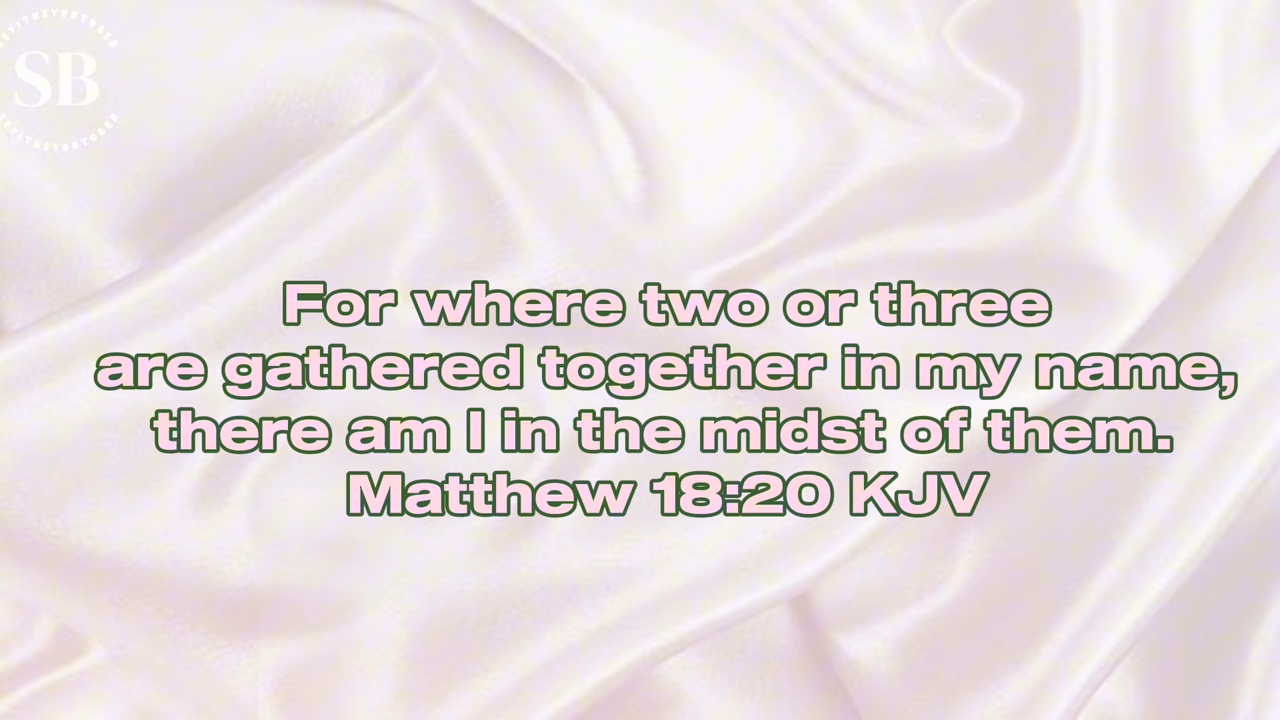 SB
For where two or three
are gathered together in my name,
there am I in the midst of them.
Matthew 18:20 KJV